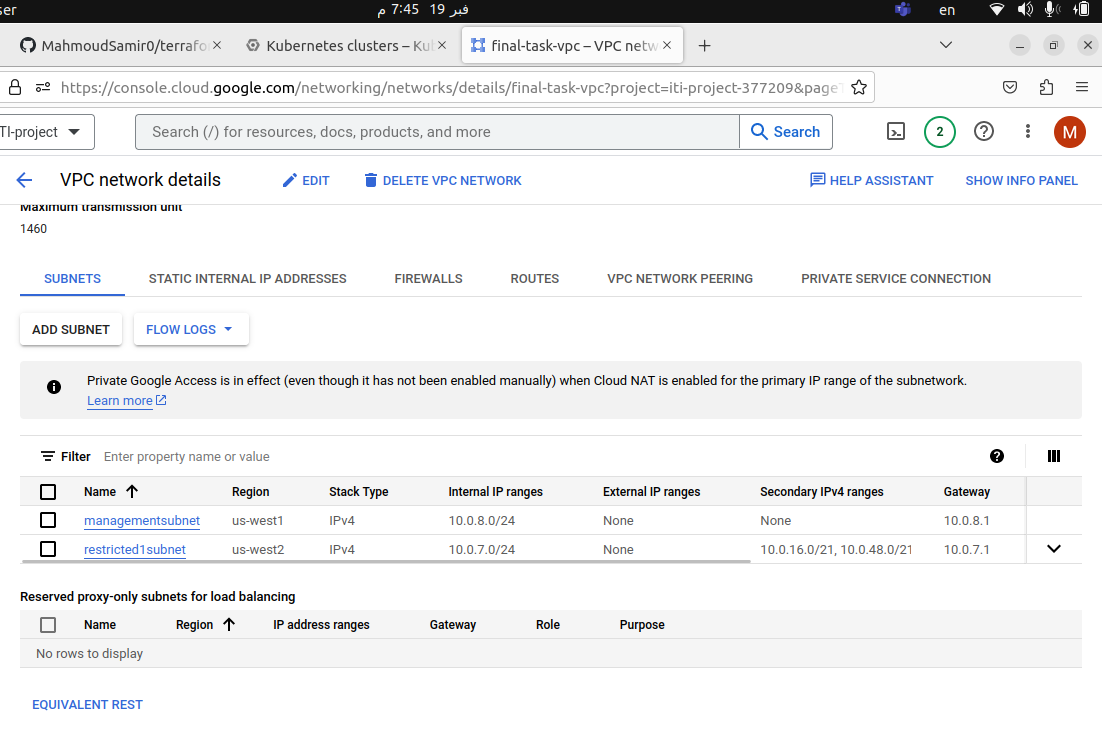 ser
فبر 19 7:45 م
en
MahmoudSamir0/terrafo
Kubernetes clusters – Ku
final-task-vpc – VPC netw
https://console.cloud.google.com/networking/networks/details/final-task-vpc?project=iti-project-377209&page
TI-project
Search (/) for resources, docs, products, and more
Search
2
M
VPC network details
EDIT
DELETE VPC NETWORK
HELP ASSISTANT
SHOW INFO PANEL
Maximum transmission unit
1460
SUBNETS STATIC INTERNAL IP ADDRESSES FIREWALLS ROUTES VPC NETWORK PEERING PRIVATE SERVICE CONNECTION
ADD SUBNET FLOW LOGS
Private Google Access is in effect (even though it has not been enabled manually) when Cloud NAT is enabled for the primary IP range of the subnetwork.
Learn more
Filter Enter property name or value
Name Region Stack Type Internal IP ranges External IP ranges Secondary IPv4 ranges Gateway
managementsubnet us-west1 IPv4 10.0.8.0/24 None None 10.0.8.1
restricted1subnet us-west2 IPv4 10.0.7.0/24 None 10.0.16.0/21, 10.0.48.0/21 10.0.7.1
Reserved proxy-only subnets for load balancing
Name Region IP address ranges Gateway Role Purpose
No rows to display
EQUIVALENT REST